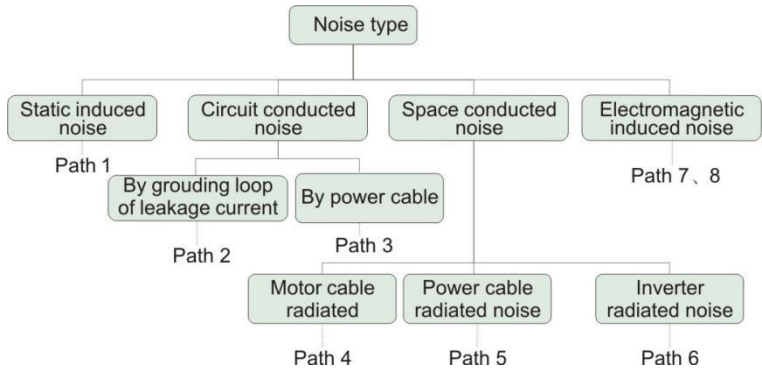 Noise type
Static induced
noise
Circuit conducted
noise
Space conducted
noise
Electromagnetic
induced noise
Path 1
Path 7、8
By grouding loop
of leakage current
By power cable
Path 2
Path 3
Motor cable
radiated
Power cable
radiated noise
Inverter
radiated noise
Path 4
Path 5
Path 6